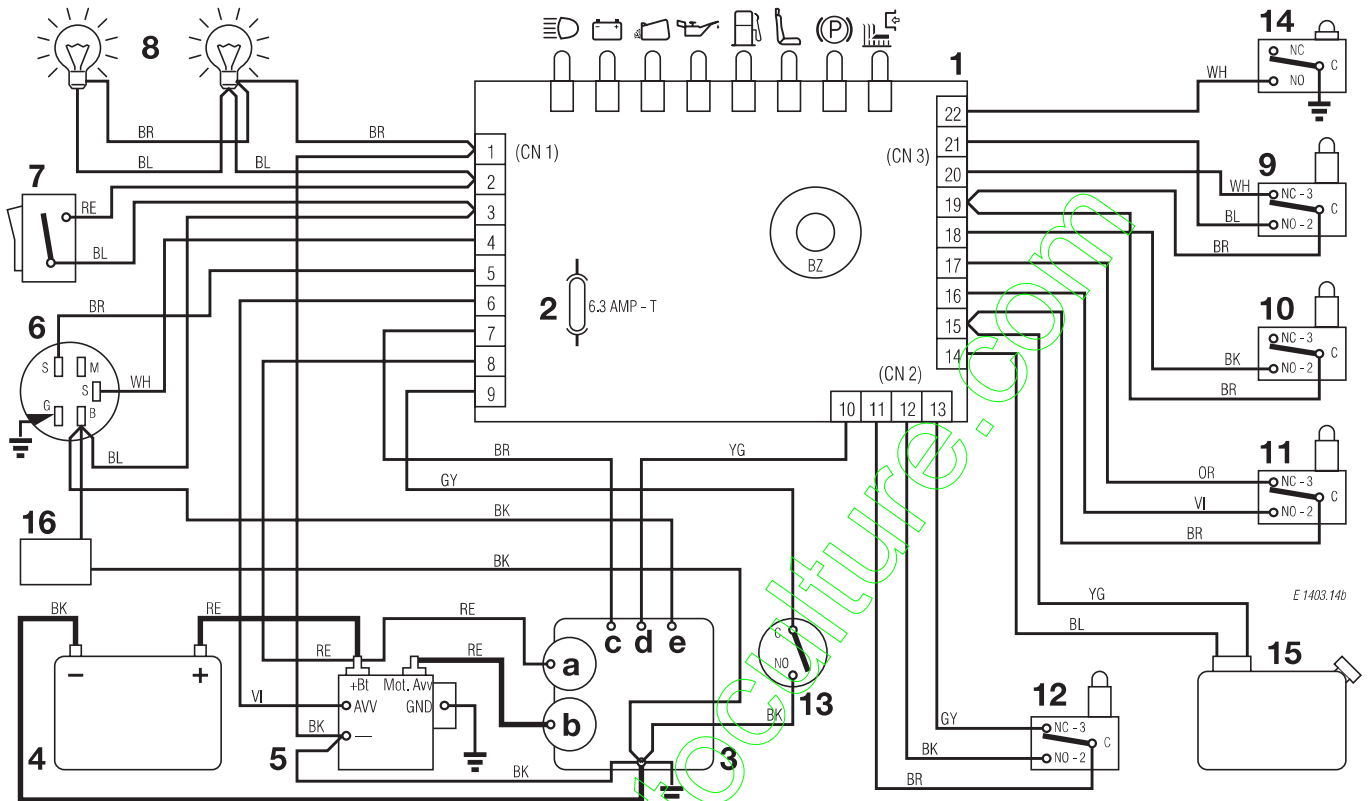 8
1
14
NC
C
NO
WH
BR
BR
BL
BL
1
2
3
4
5
6
7
8
9
(CN 1)
22
21
20
19
18
17
16
15
14
(CN 3)
9
WH
NC - 3
C
BL
NO - 2
BR
7
RE
BL
BZ
2
6.3 AMP - T
6
BR
S
M
S
WH
G
B
BL
10
NC - 3
C
BK
NO - 2
BR
(CN 2)
10
11
12
13
BR
YG
GY
BK
11
OR
NC - 3
C
VI
NO - 2
BR
16
BK
E 1403.14b
YG
BL
BK
RE
RE
RE
RE
c
d
e
a
b
C
NO
13
−
+
4
+Bt
Mot. Avv
AVV
GND
—
VI
BK
5
BK
BK
3
12
GY
NC - 3
C
BK
NO - 2
BR
15
P